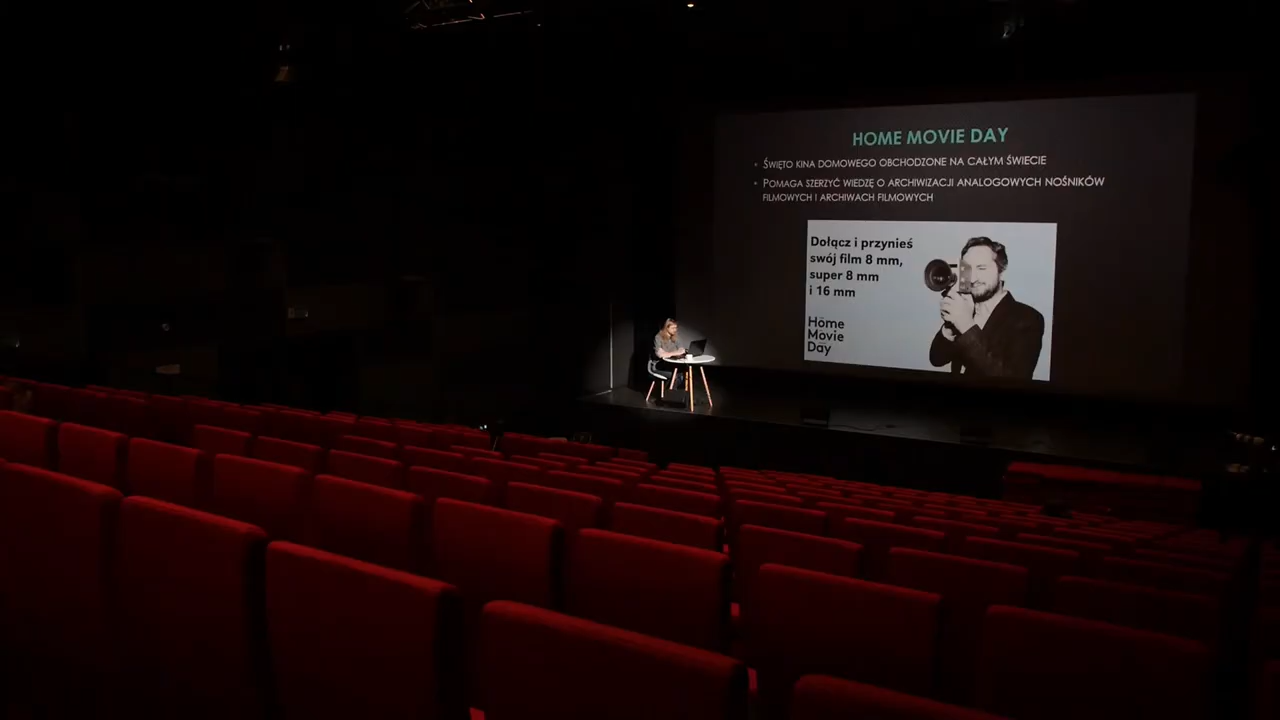 HOME MOVIE DAY
• ŚWIĘTO KINA DOMOWEGO OBCHODZONE NA CAŁYM ŚWIECIE
• POMAGA SZERZYĆ WIEDZĘ O ARCHIWIZACJI ANALOGOWYCH NOŚNIKÓW
FILMOWYCH I ARCHIWACH FILMOWYCH
Dołącz i przynieś
swój film 8 mm,
super 8 mm
i 16 mm
Home
Movie
Day